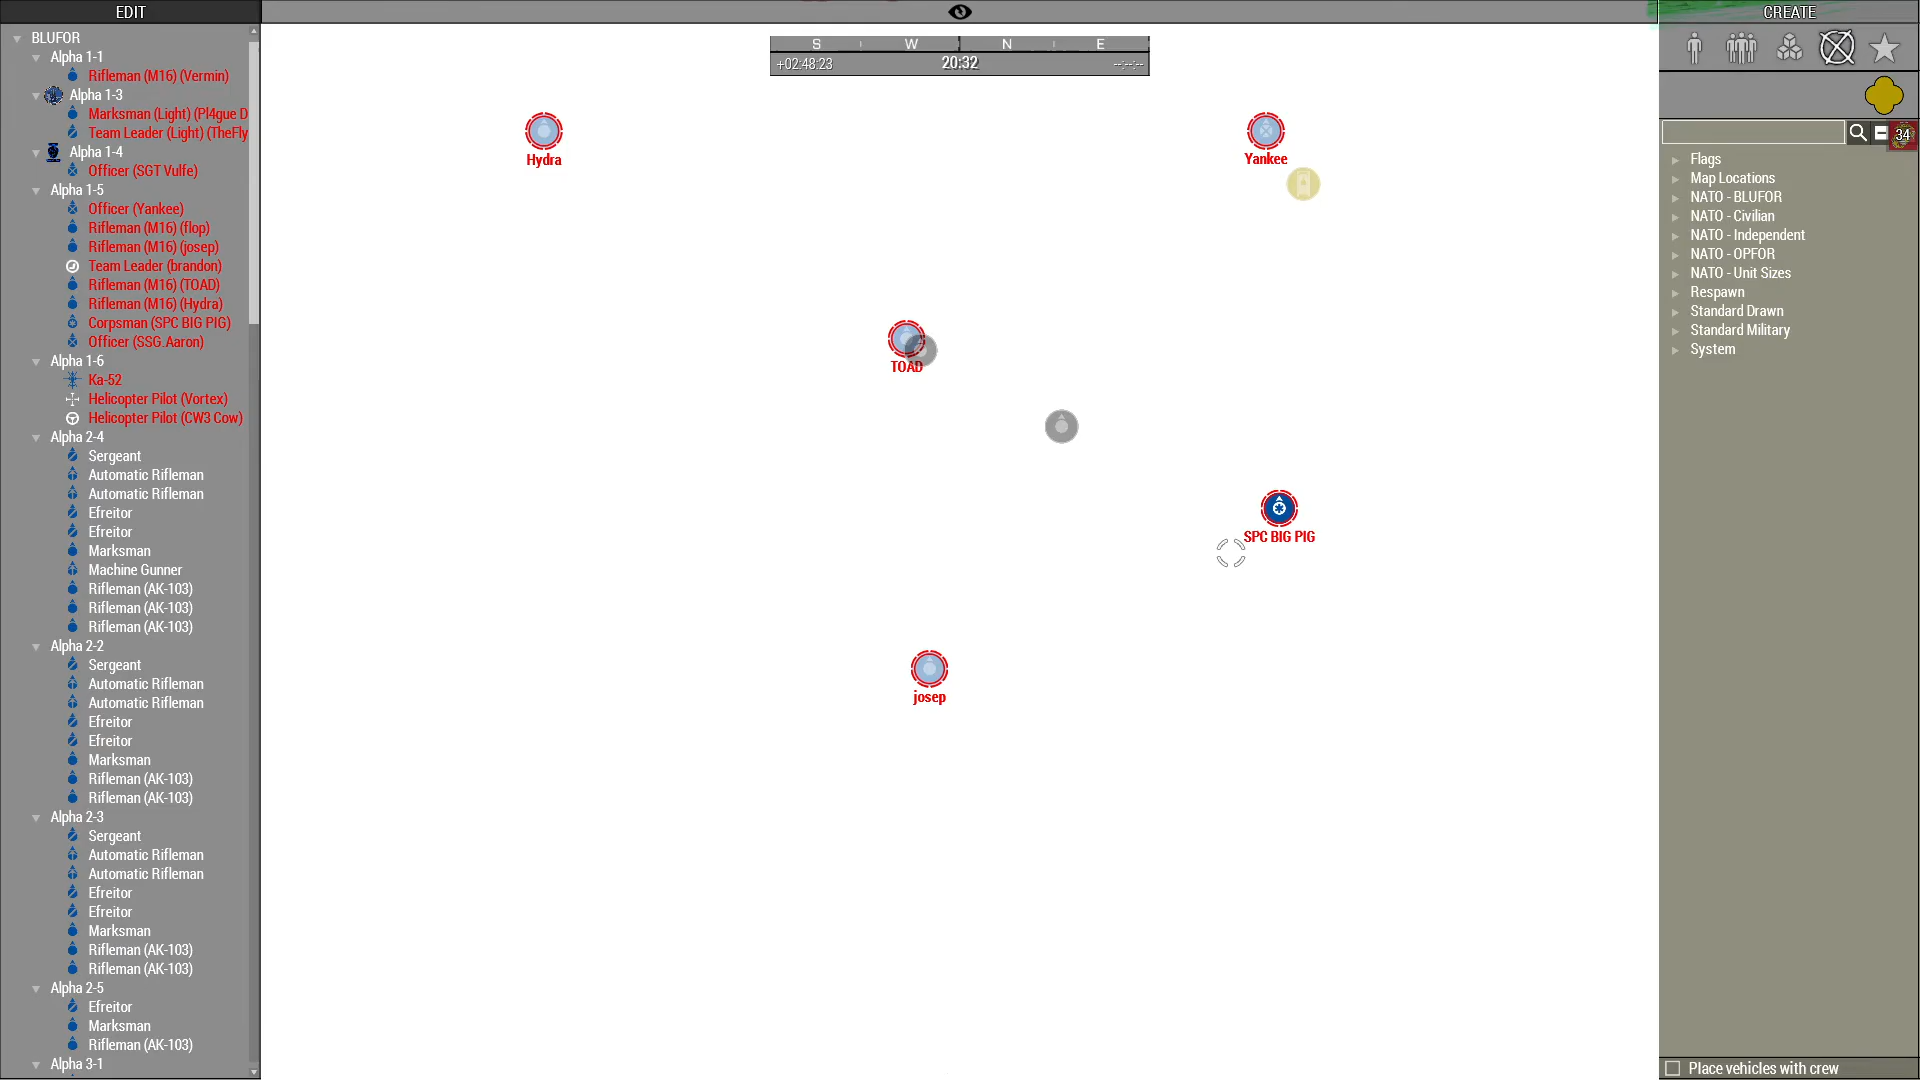 EDIT
BLUFOR
Alpha 1-1
Rifleman (M16) (Vermin)
Alpha 1-3
Marksman (Light) (Pl4gue D
Team Leader (Light) (TheFly
Alpha 1-4
Officer (SGT Vulfe)
Alpha 1-5
Officer (Yankee)
Rifleman (M16) (flop)
Rifleman (M16) (josep)
Team Leader (brandon)
Rifleman (M16) (TOAD)
Rifleman (M16) (Hydra)
Corpsman (SPC BIG PIG)
Officer (SSG.Aaron)
Alpha 1-6
Ka-52
Helicopter Pilot (Vortex)
Helicopter Pilot (CW3 Cow)
Alpha 2-4
Sergeant
Automatic Rifleman
Automatic Rifleman
Efreitor
Efreitor
Marksman
Machine Gunner
Rifleman (AK-103)
Rifleman (AK-103)
Rifleman (AK-103)
Alpha 2-2
Sergeant
Automatic Rifleman
Automatic Rifleman
Efreitor
Efreitor
Marksman
Rifleman (AK-103)
Rifleman (AK-103)
Alpha 2-3
Sergeant
Automatic Rifleman
Automatic Rifleman
Efreitor
Efreitor
Marksman
Rifleman (AK-103)
Rifleman (AK-103)
Alpha 2-5
Efreitor
Marksman
Rifleman (AK-103)
Alpha 3-1
S W N E
+02:48:23 20:32 --:--:--
Hydra
Yankee
TOAD
SPC BIG PIG
josep
CREATE
34
Flags
Map Locations
NATO - BLUFOR
NATO - Civilian
NATO - Independent
NATO - OPFOR
NATO - Unit Sizes
Respawn
Standard Drawn
Standard Military
System
Place vehicles with crew